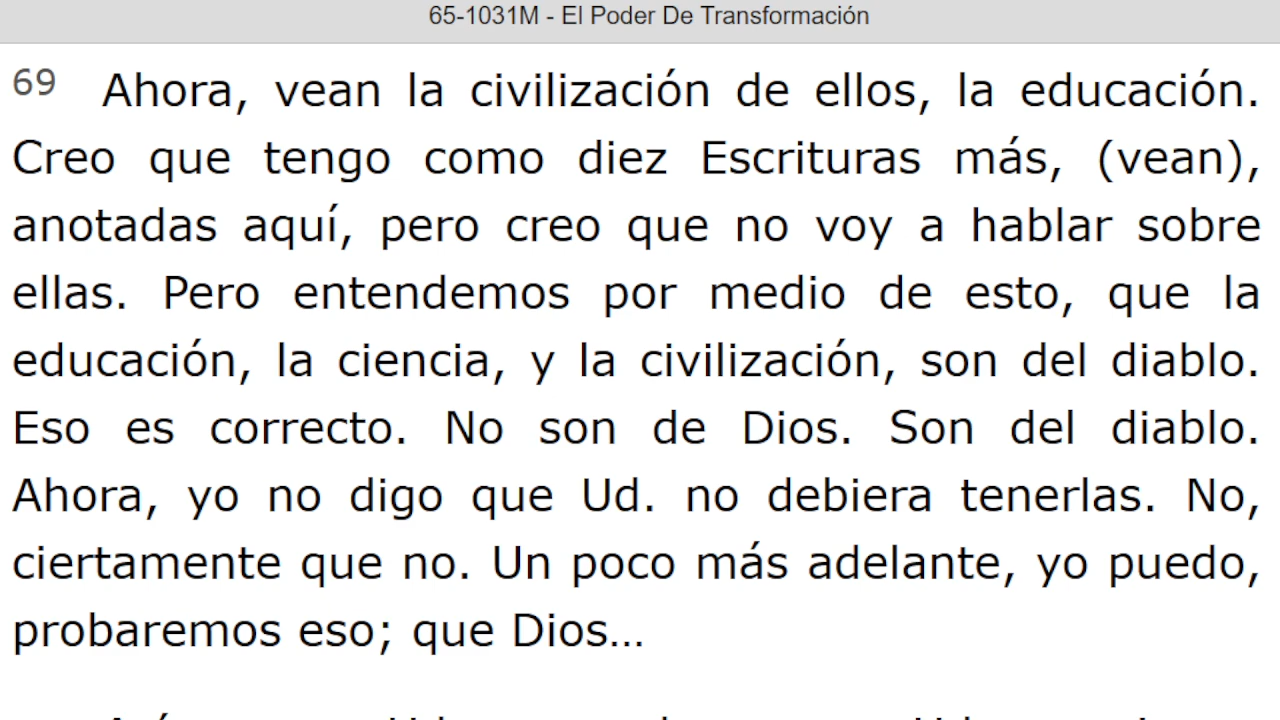 65-1031M - El Poder De Transformación
69 Ahora, vean la civilización de ellos, la educación.
Creo que tengo como diez Escrituras más, (vean),
anotadas aquí, pero creo que no voy a hablar sobre
ellas. Pero entendemos por medio de esto, que la
educación, la ciencia, y la civilización, son del diablo.
Eso es correcto. No son de Dios. Son del diablo.
Ahora, yo no digo que Ud. no debiera tenerlas. No,
ciertamente que no. Un poco más adelante, yo puedo,
probaremos eso; que Dios...